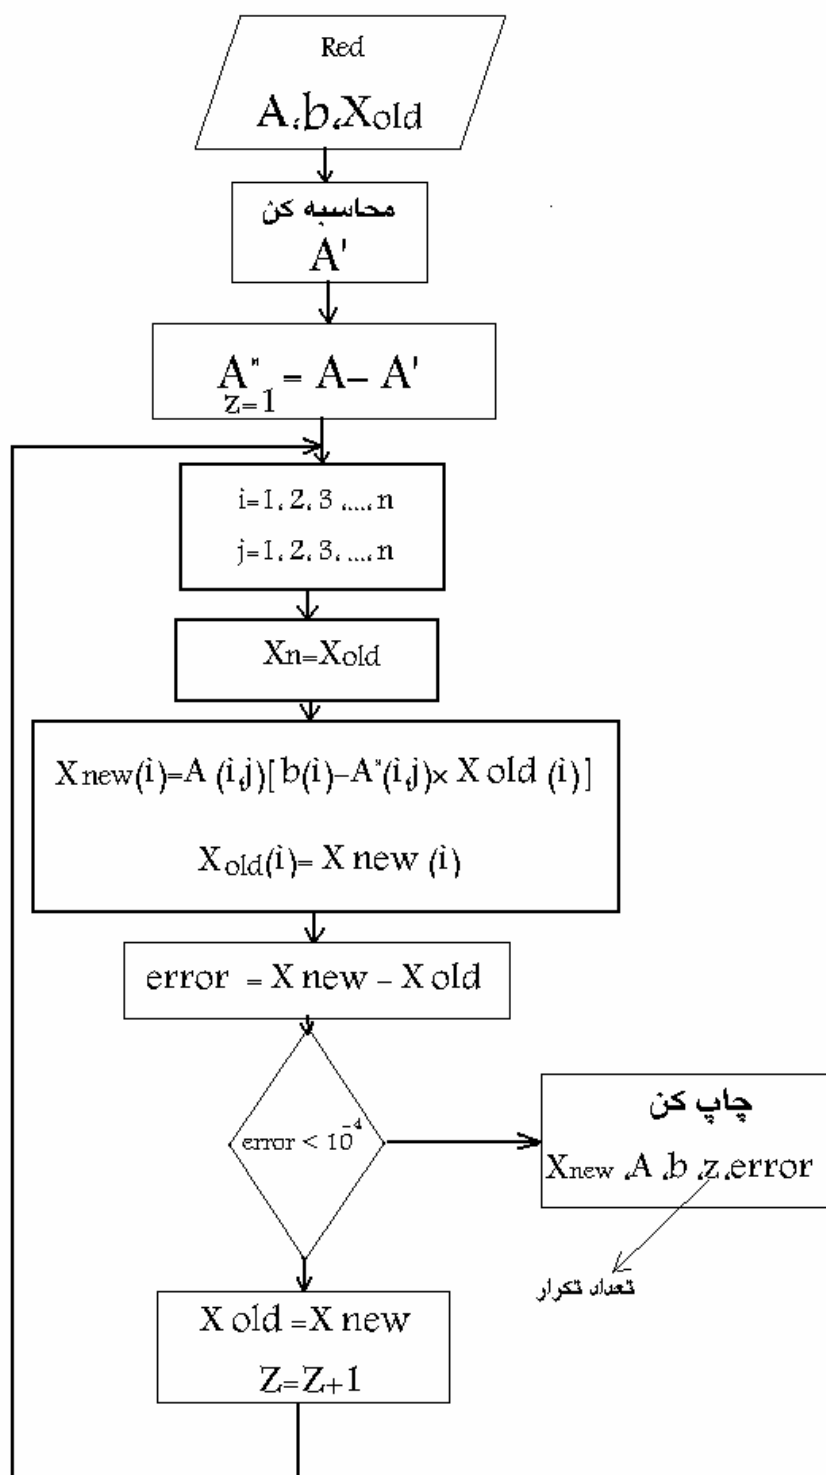 Red
A،b،Xold
محاسبه کن
A'
A" = A- A'
z=1
i=1، 2، 3 ،...، n
j=1، 2، 3، ...، n
Xn=Xold
Xnew(i)=A (i,j)[ b(i)-A"(i,j)× X old (i)]
Xold(i)= X new (i)
error = X new - X old
error < 10⁻⁴
چاپ کن
Xnew ،A ،b ،z،error
تعداد تکرار
X old =X new
Z=Z+1